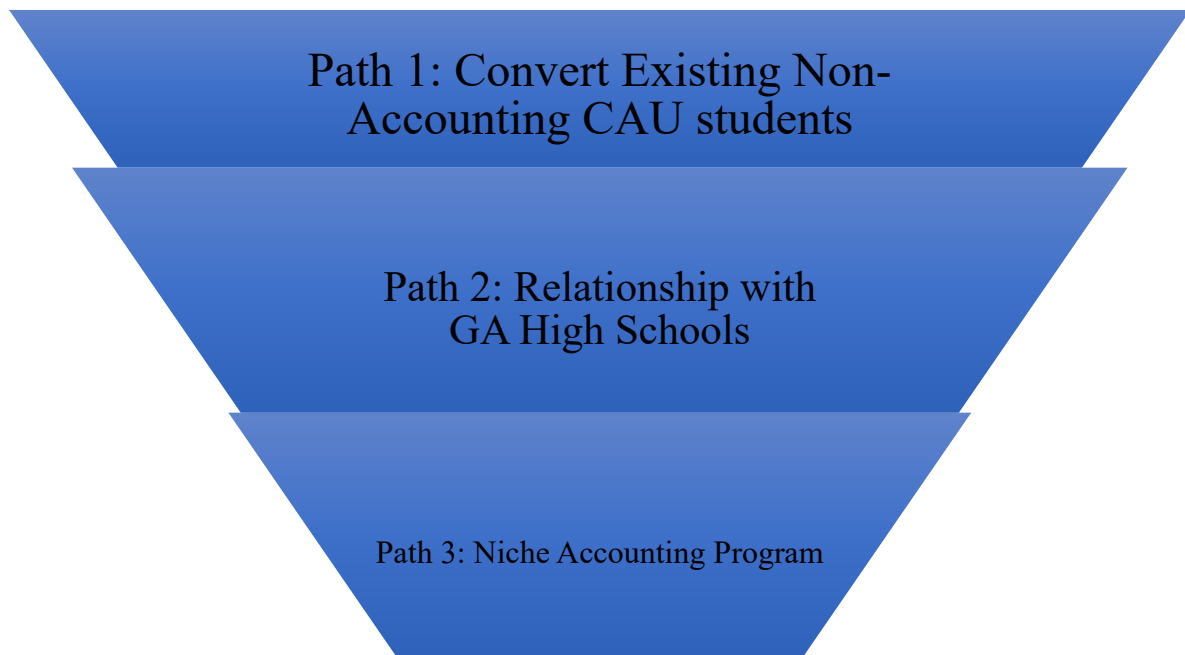 Path 1: Convert Existing Non-
Accounting CAU students
Path 2: Relationship with
GA High Schools
Path 3: Niche Accounting Program